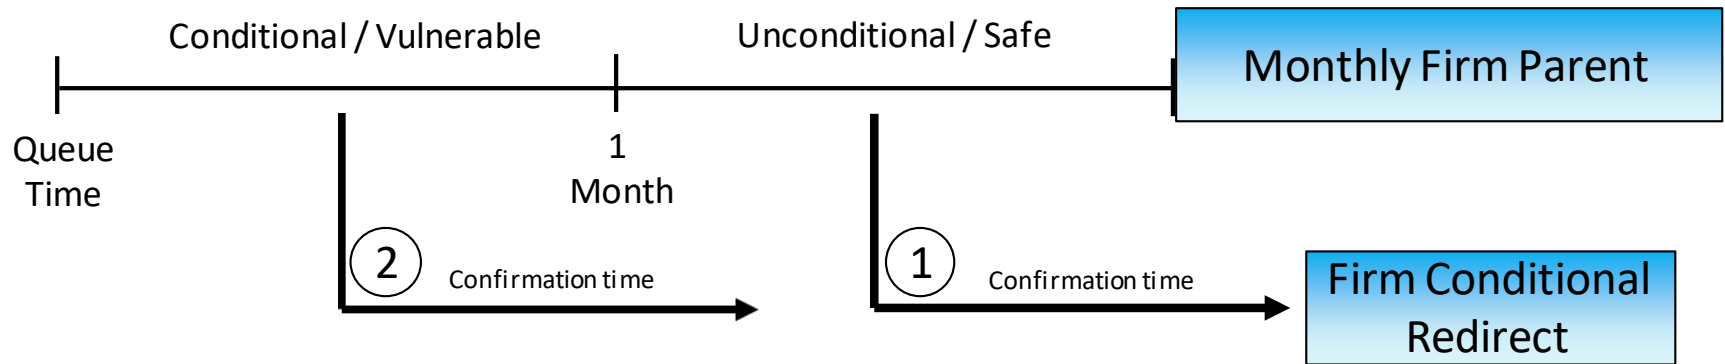 Conditional / Vulnerable
Unconditional / Safe
Monthly Firm Parent
Queue
Time
1
Month
2
Confirmation time
1
Confirmation time
Firm Conditional
Redirect